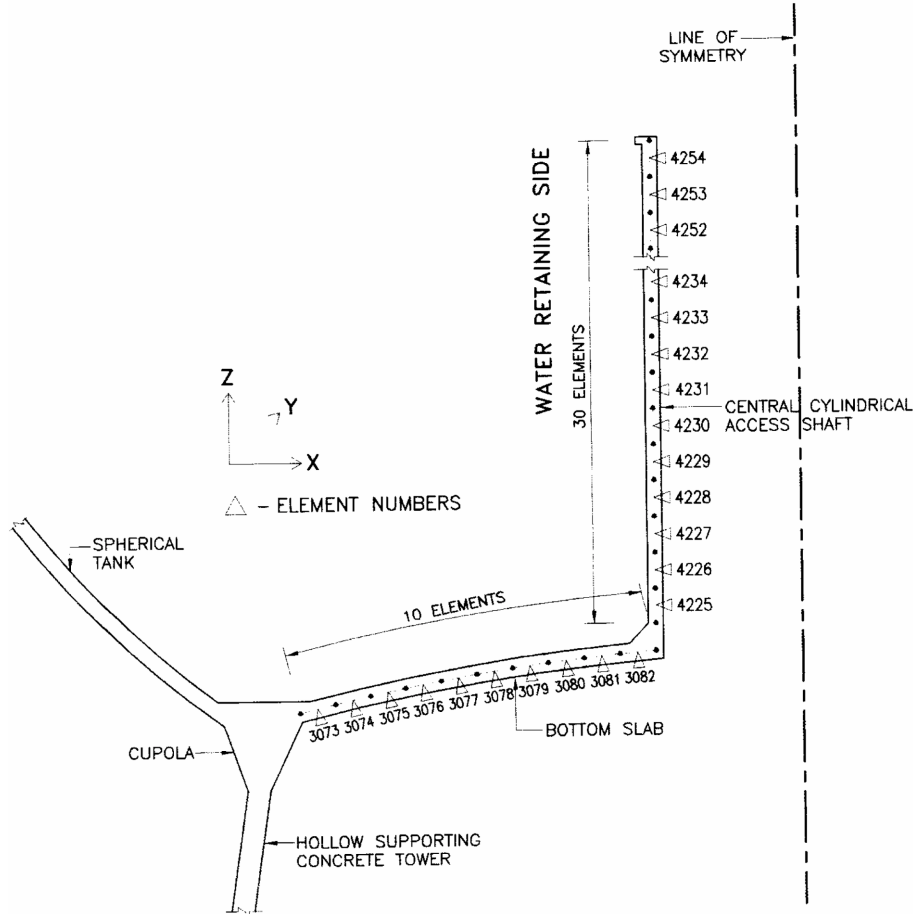 LINE OF
SYMMETRY
WATER RETAINING SIDE
30 ELEMENTS
4254
4253
4252
4234
4233
4232
4231
CENTRAL CYLINDRICAL
ACCESS SHAFT
4230
4229
4228
4227
4226
4225
Z
Y
X
△ - ELEMENT NUMBERS
SPHERICAL
TANK
10 ELEMENTS
3073 3074 3075 3076 3077 3078 3079 3080 3081 3082
BOTTOM SLAB
CUPOLA
HOLLOW SUPPORTING
CONCRETE TOWER